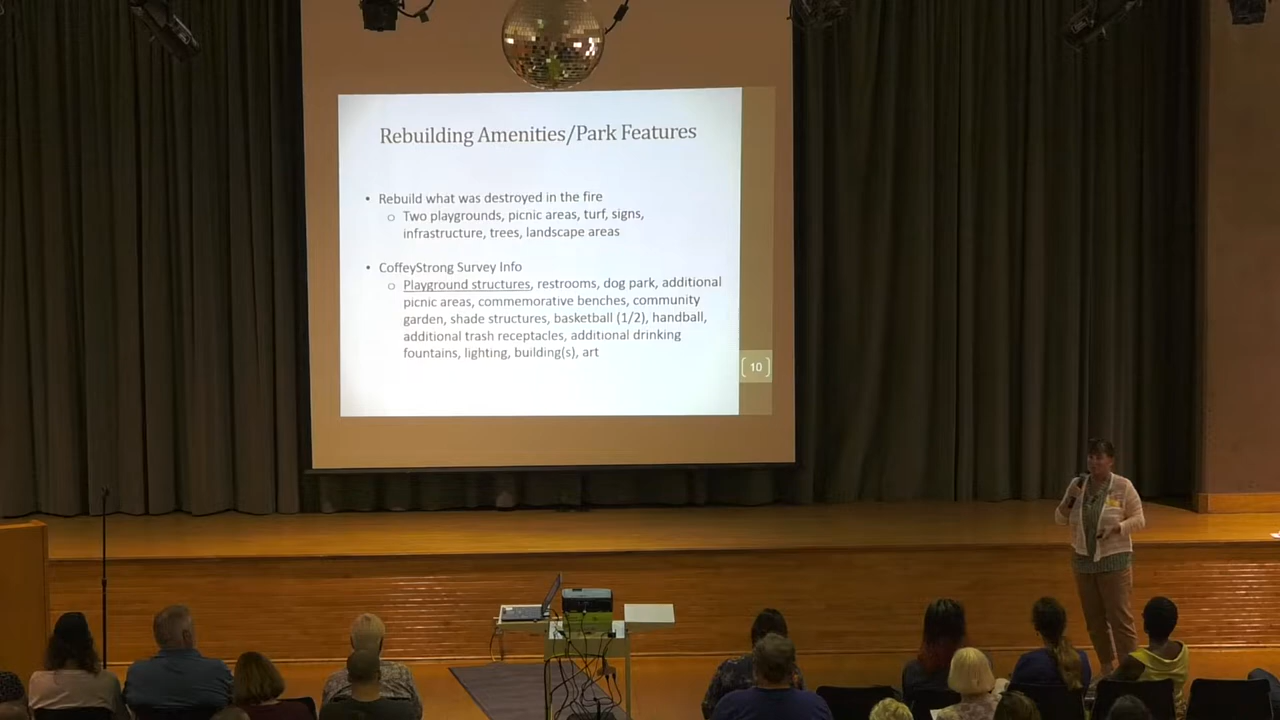 Rebuilding Amenities/Park Features
• Rebuild what was destroyed in the fire
o Two playgrounds, picnic areas, turf, signs,
infrastructure, trees, landscape areas
• CoffeyStrong Survey Info
o Playground structures, restrooms, dog park, additional
picnic areas, commemorative benches, community
garden, shade structures, basketball (1/2), handball,
additional trash receptacles, additional drinking
fountains, lighting, building(s), art
[ 10 ]